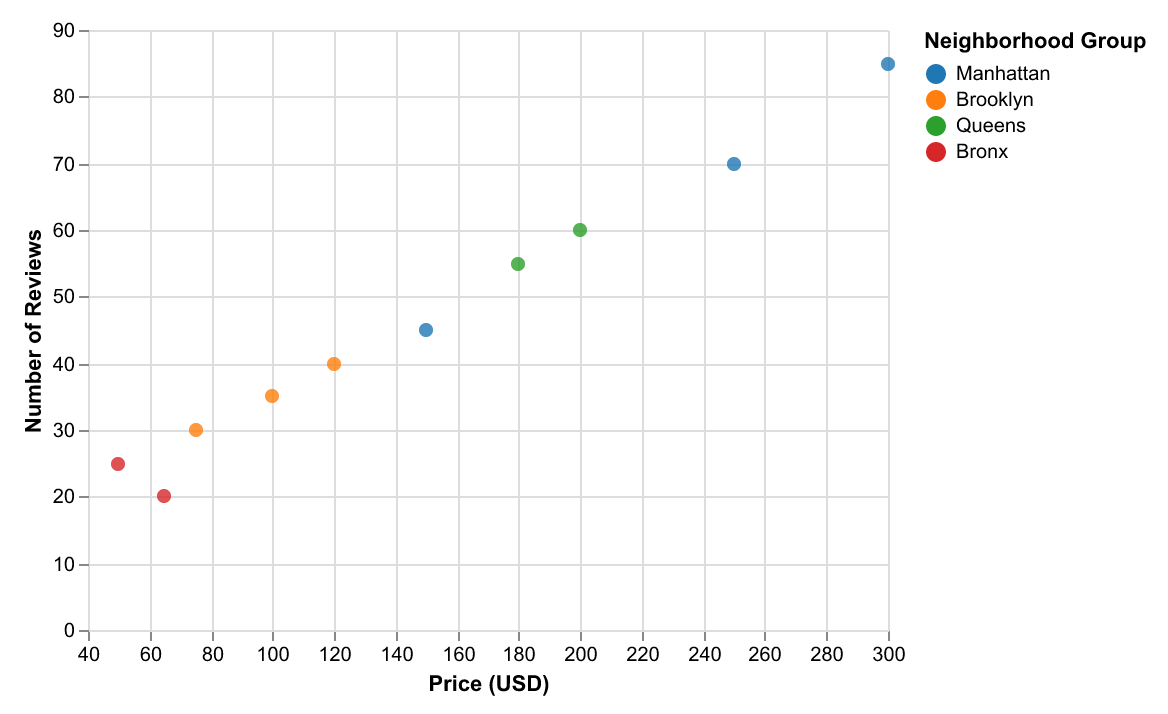 90
80
70
60
50
40
30
20
10
0
Number of Reviews
40 60 80 100 120 140 160 180 200 220 240 260 280 300
Price (USD)
Neighborhood Group
Manhattan
Brooklyn
Queens
Bronx